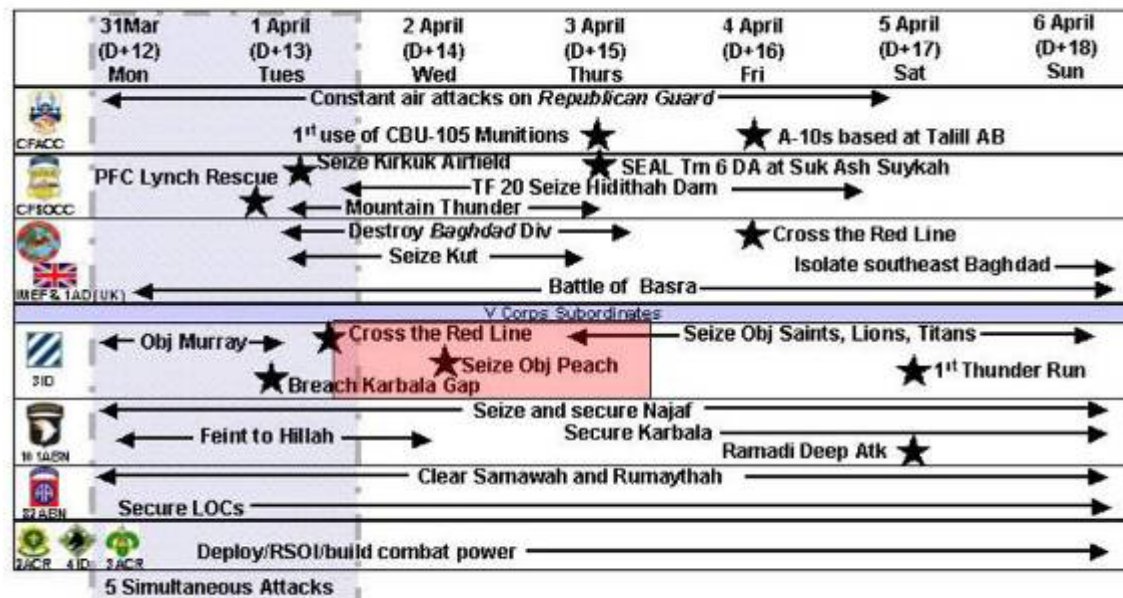 31Mar 1 April 2 April 3 April 4 April 5 April 6 April
(D+12) (D+13) (D+14) (D+15) (D+16) (D+17) (D+18)
Mon Tues Wed Thurs Fri Sat Sun
Constant air attacks on Republican Guard
CFACC 1st use of CBU-105 Munitions A-10s based at Talill AB
Seize Kirkuk Airfield SEAL Tm 6 DA at Suk Ash Suykah
PFC Lynch Rescue TF 20 Seize Hidithah Dam
CFSOCC Mountain Thunder
Destroy Baghdad Div Cross the Red Line
Seize Kut Isolate southeast Baghdad
IMEF & 1AD(UK) Battle of Basra
V Corps Subordinates
Obj Murray Cross the Red Line Seize Obj Saints, Lions, Titans
Seize Obj Peach 1st Thunder Run
3ID Breach Karbala Gap
Seize and secure Najaf
Feint to Hillah Secure Karbala
101ABN Ramadi Deep Atk
Clear Samawah and Rumaythah
82ABN Secure LOCs
Deploy/RSOI/build combat power
2ACR 4ID 3ACR
5 Simultaneous Attacks